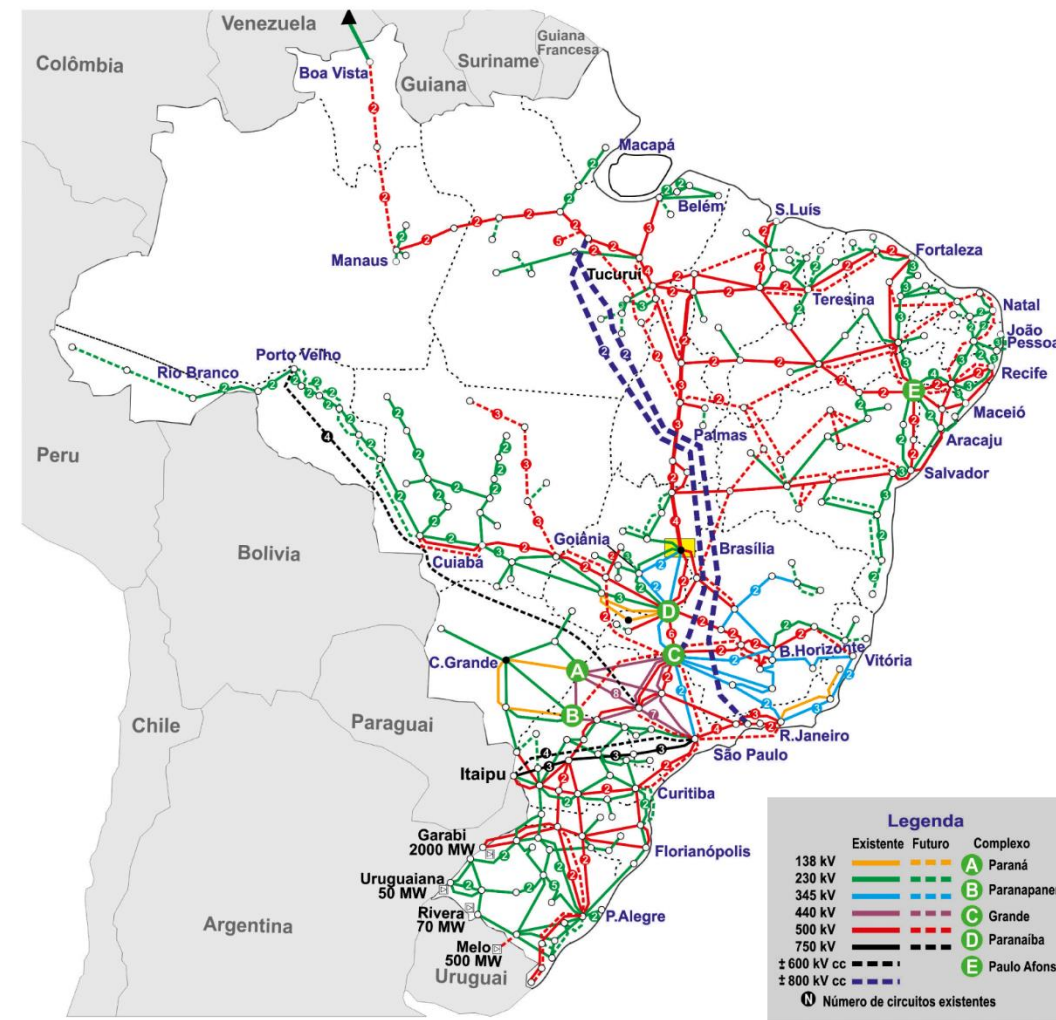 Venezuela
Guiana
Francesa
Suriname
Colômbia
Boa Vista
Guiana
Macapá
Belém
S.Luís
Manaus
Fortaleza
Tucuruí
Teresina
Natal
João
Pessoa
Porto Velho
Rio Branco
Recife
E
Maceió
Palmas
Aracaju
Peru
Salvador
Bolivia
Goiânia
Brasília
Cuiabá
D
C
B.Horizonte
Vitória
C.Grande
A
B
Chile
Paraguai
R.Janeiro
São Paulo
Itaipu
Curitiba
Garabi
2000 MW
Florianópolis
Uruguaiana
50 MW
Rivera
70 MW
P.Alegre
Argentina
Melo
500 MW
Uruguai
Legenda
Existente Futuro Complexo
138 kV A Paraná
230 kV B Paranapane
345 kV C Grande
440 kV D Paranaíba
500 kV E Paulo Afons
750 kV
± 600 kV cc
± 800 kV cc
N Número de circuitos existentes